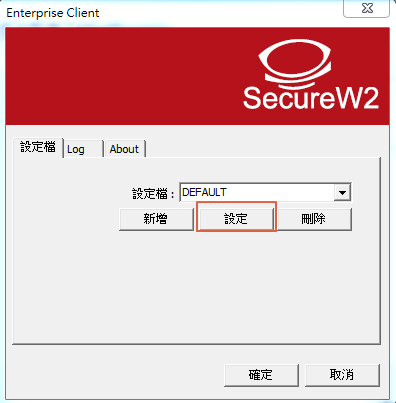 Enterprise Client
SecureW2
設定檔 Log About
設定檔 : DEFAULT
新增 設定 刪除
確定 取消